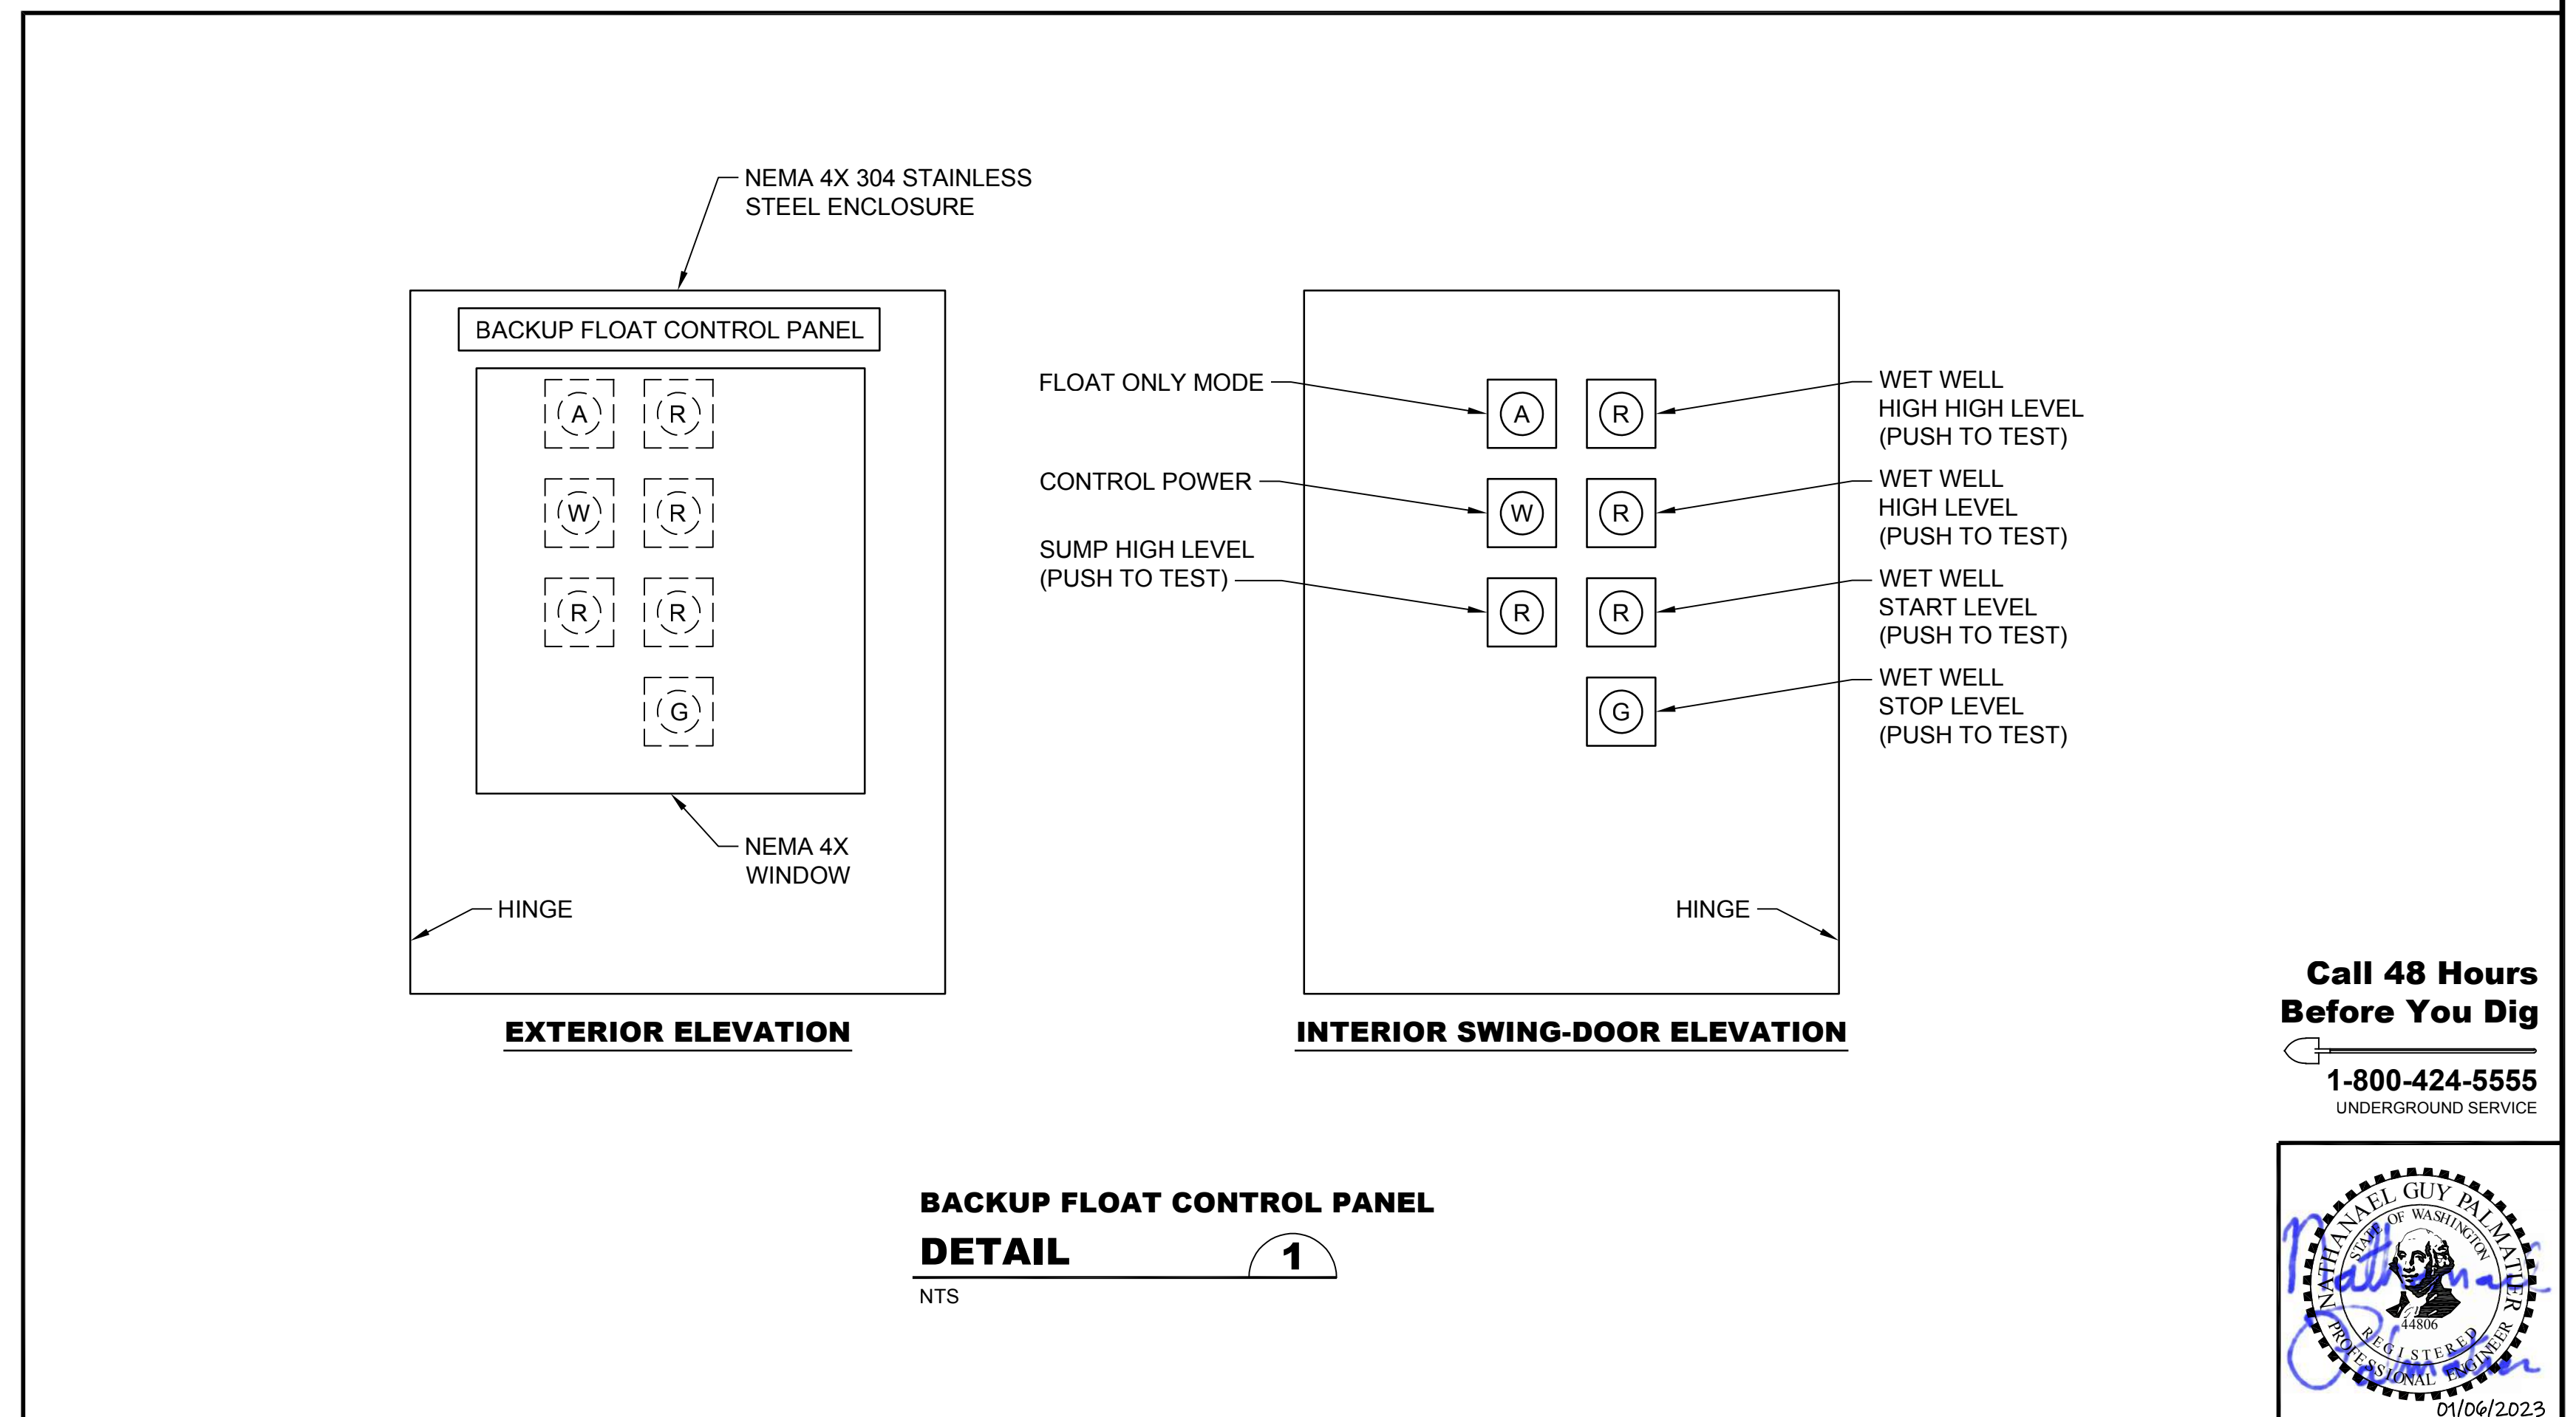 NEMA 4X 304 STAINLESS
STEEL ENCLOSURE
BACKUP FLOAT CONTROL PANEL
A R
W R
R R
G
NEMA 4X
WINDOW
HINGE
EXTERIOR ELEVATION
FLOAT ONLY MODE
CONTROL POWER
SUMP HIGH LEVEL
(PUSH TO TEST)
A R
W R
R R
G
WET WELL
HIGH HIGH LEVEL
(PUSH TO TEST)
WET WELL
HIGH LEVEL
(PUSH TO TEST)
WET WELL
START LEVEL
(PUSH TO TEST)
WET WELL
STOP LEVEL
(PUSH TO TEST)
HINGE
INTERIOR SWING-DOOR ELEVATION
BACKUP FLOAT CONTROL PANEL
DETAIL 1
NTS
Call 48 Hours
Before You Dig
1-800-424-5555
UNDERGROUND SERVICE
NATHANAEL GUY PALMATIER
STATE OF WASHINGTON
44806
REGISTERED
PROFESSIONAL ENGINEER
Nathanael
Palmatier
01/06/2023